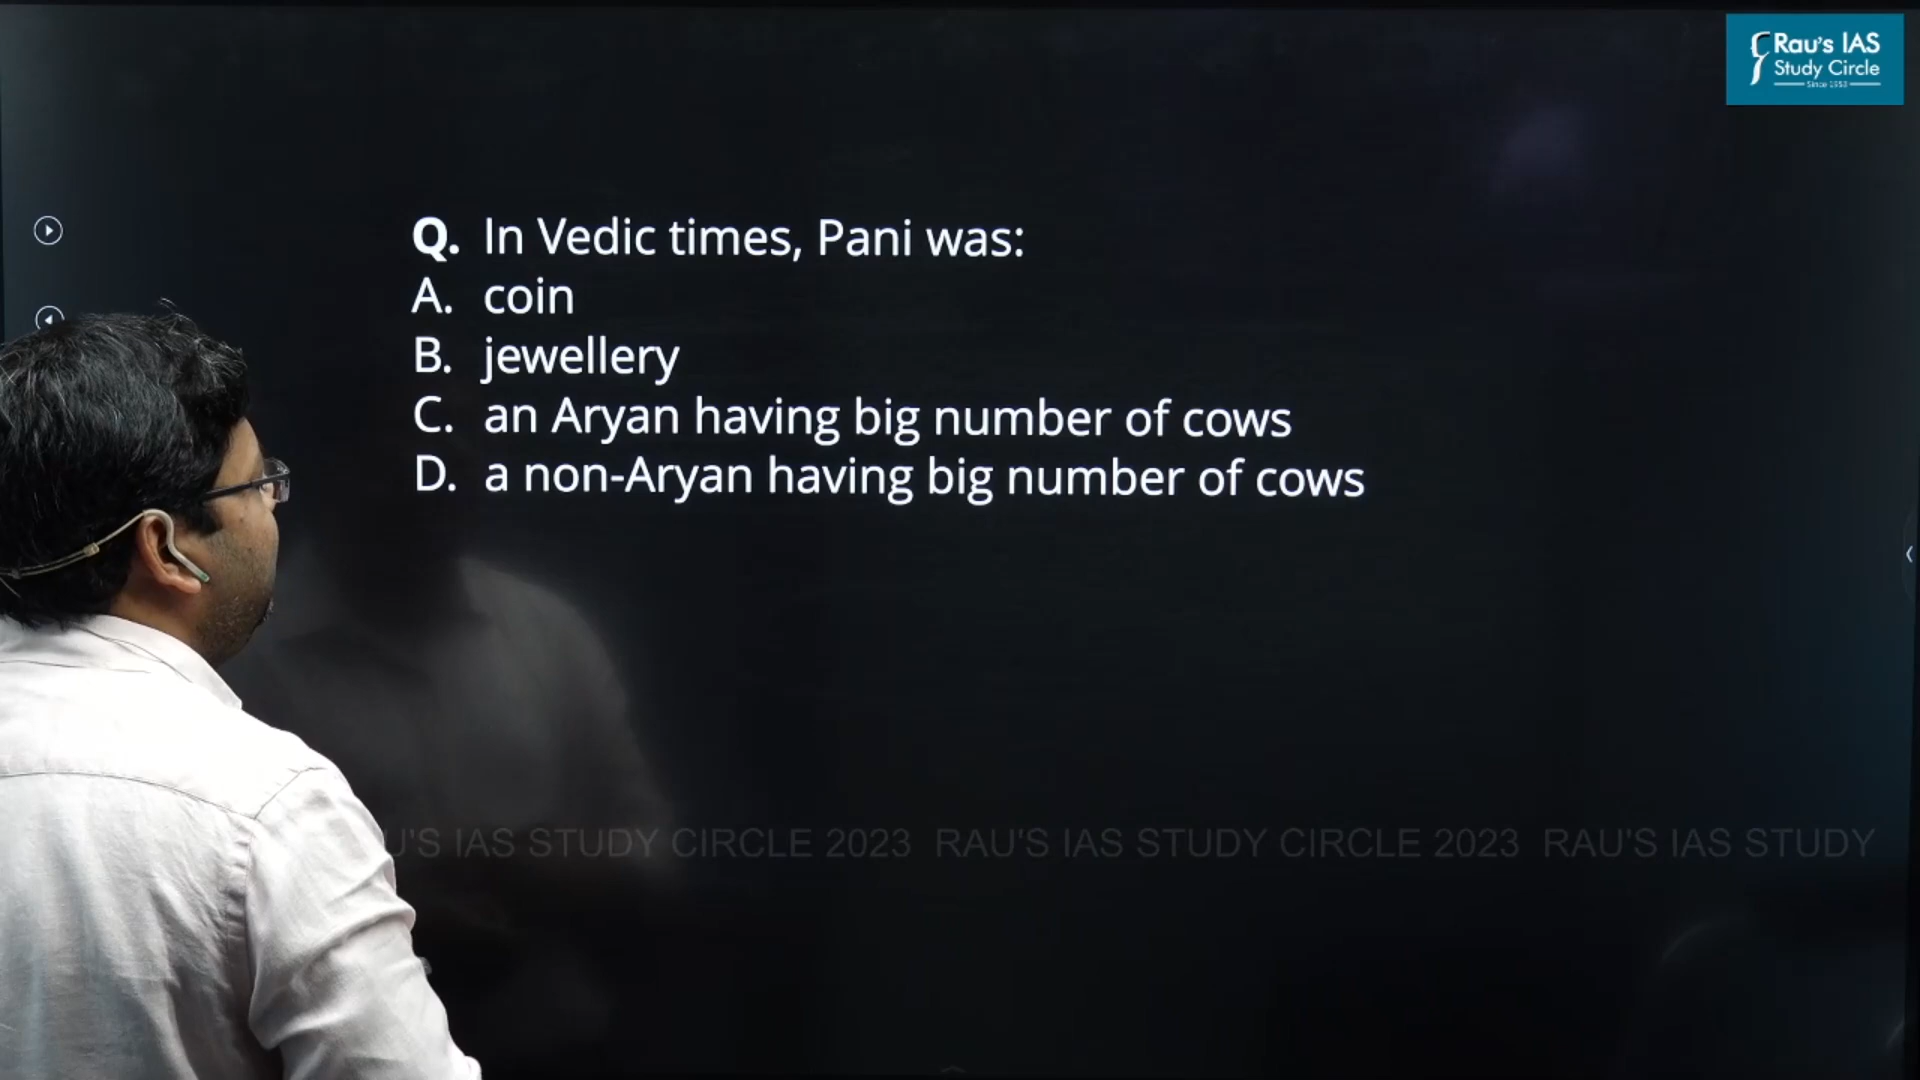 Rau's IAS
Study Circle
Since 1953
Q. In Vedic times, Pani was:
A. coin
B. jewellery
C. an Aryan having big number of cows
D. a non-Aryan having big number of cows
U'S IAS STUDY CIRCLE 2023 RAU'S IAS STUDY CIRCLE 2023 RAU'S IAS STUDY